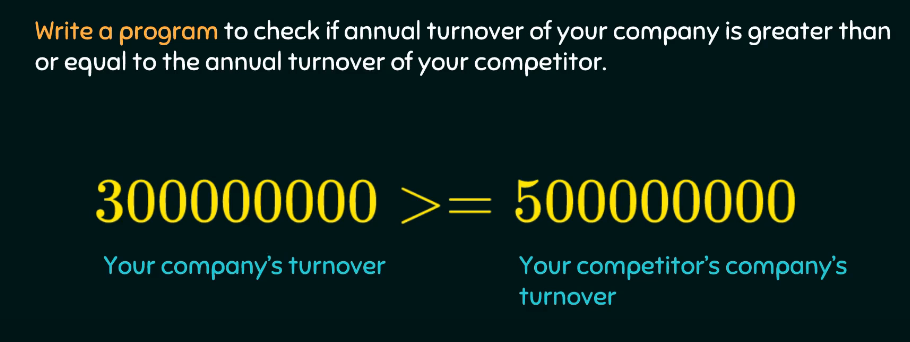 Write a program to check if annual turnover of your company is greater than
or equal to the annual turnover of your competitor.
300000000 >= 500000000
Your company's turnover
Your competitor's company's
turnover